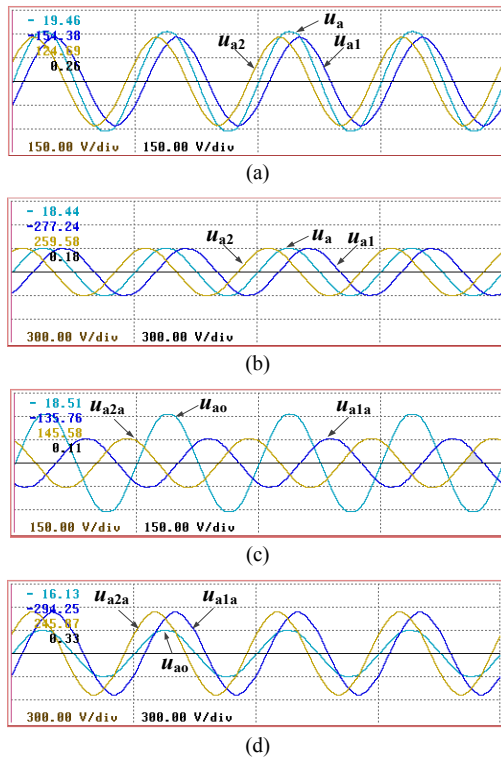 - 19.46
-154.38
124.69
0.26
u_a2
u_a
u_a1
150.00 V/div 150.00 V/div
(a)
- 18.44
-277.24
259.58
0.18
u_a2
u_a
u_a1
300.00 V/div 300.00 V/div
(b)
- 18.51
-135.76
145.58
0.11
u_a2a
u_ao
u_a1a
150.00 V/div 150.00 V/div
(c)
- 16.13
-294.25
245.07
0.33
u_a2a
u_a1a
u_ao
300.00 V/div 300.00 V/div
(d)